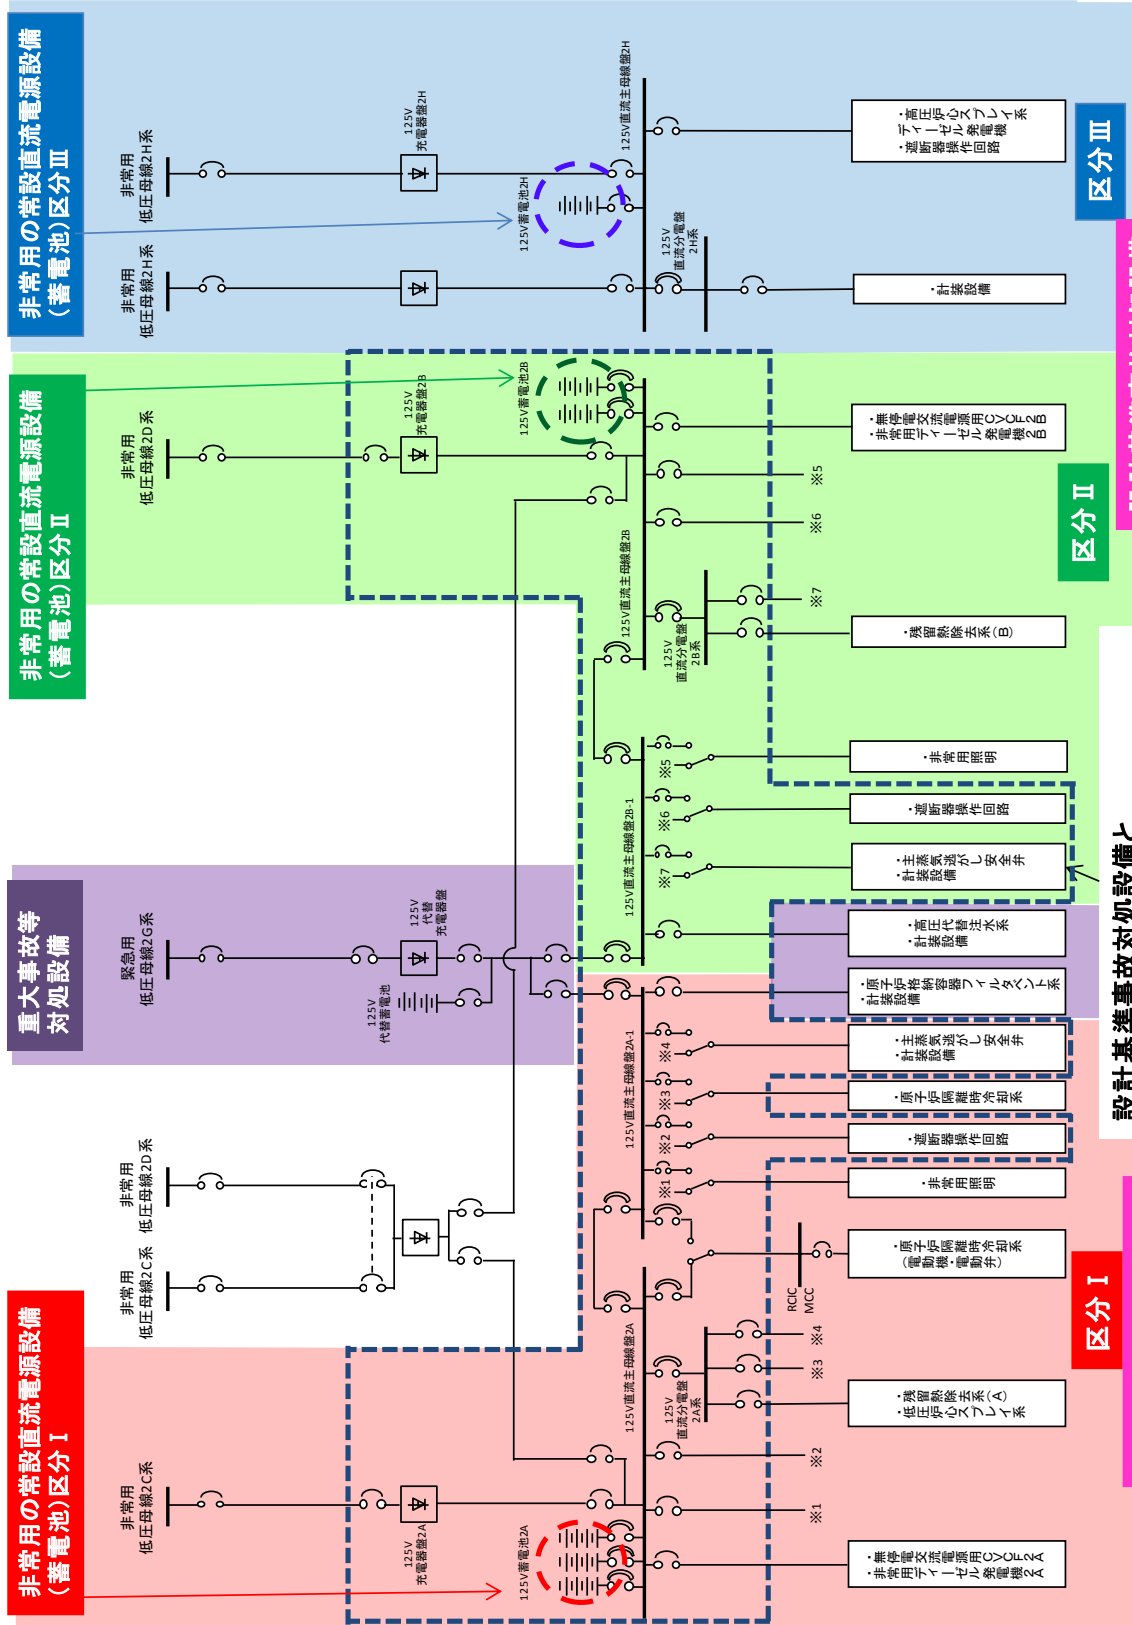 非常用の常設直流電源設備
(蓄電池)区分Ⅰ
重大事故等
対処設備
非常用の常設直流電源設備
(蓄電池)区分Ⅱ
非常用の常設直流電源設備
(蓄電池)区分Ⅲ
非常用
低圧母線2C系
非常用
低圧母線2C系
非常用
低圧母線2D系
緊急用
低圧母線2G系
非常用
低圧母線2D系
非常用
低圧母線2H系
非常用
低圧母線2H系
125V
充電器盤2A
125V
代替蓄電池
125V
代替
充電器盤
125V
充電器盤2B
125V
充電器盤2H
125V蓄電池2A
125V蓄電池2B
125V蓄電池2H
125V直流主母線盤2A
125V直流主母線盤2A-1
125V直流主母線盤2B-1
125V直流主母線盤2B
125V直流主母線盤2H
125V
直流分電盤
2A系
125V
直流分電盤
2B系
125V
直流分電盤
2H系
※1
※2
※3
※4
※7
※6
※5
RCIC
MCC
※1
※2
※3
※4
※7
※6
※5
・無停電交流電源用CVCF2A
・非常用ディーゼル発電機2A
・残留熱除去系(A)
・低圧炉心スプレイ系
・原子炉隔離時冷却系
(電動機・電動弁)
・非常用照明
・遮断器操作回路
・原子炉隔離時冷却系
・主蒸気逃がし安全弁
・計装設備
・原子炉格納容器フィルタベント系
・計装設備
・高圧代替注水系
・計装設備
・主蒸気逃がし安全弁
・計装設備
・遮断器操作回路
・非常用照明
・残留熱除去系(B)
・無停電交流電源用CVCF2B
・非常用ディーゼル発電機2B
・計装設備
・高圧炉心スプレイ系
ディーゼル発電機
・遮断器操作回路
区分Ⅰ
区分Ⅱ
区分Ⅲ
設計基準事故対処設備と